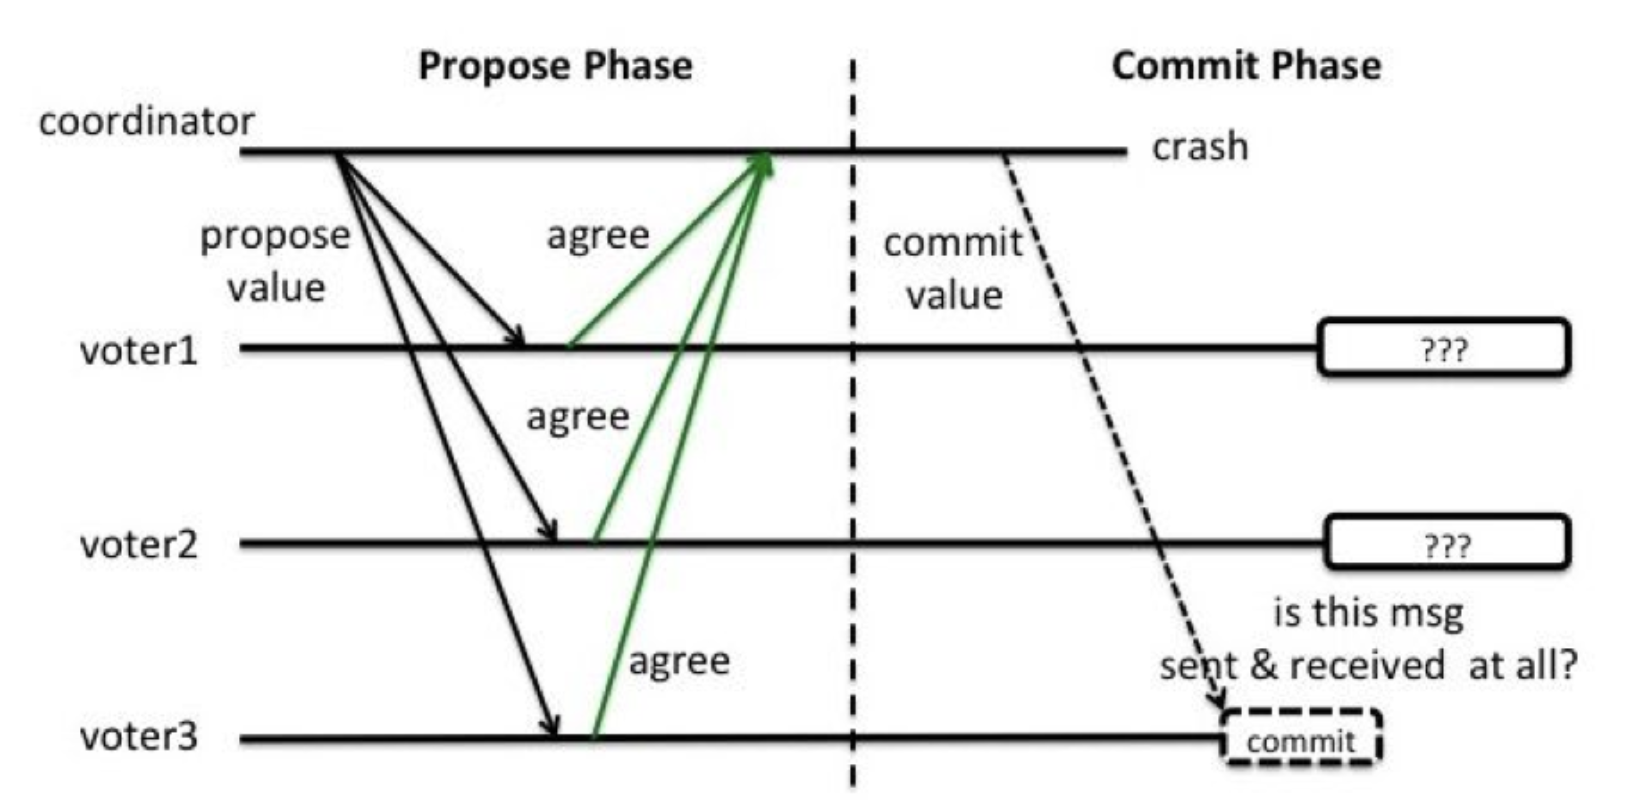 Propose Phase
Commit Phase
coordinator
crash
propose
value
agree
commit
value
voter1
???
agree
voter2
???
is this msg
sent & received at all?
agree
voter3
commit